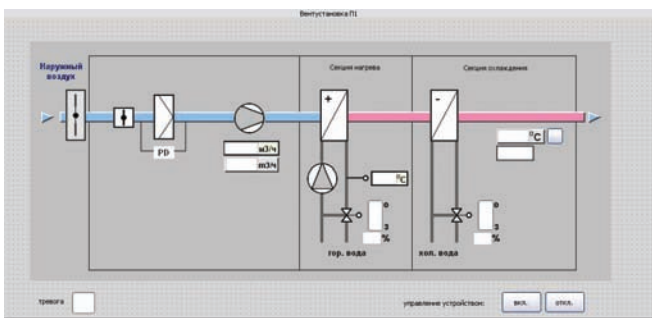 Вентустановка П1
Наружный
воздух
Секция нагрева
Секция охлаждения
+
-
°C
PD
м3/ч
m3/ч
°C
о
з
%
о
з
%
гор. вода
хол. вода
тревога
управление устройством:
вкл.
откл.